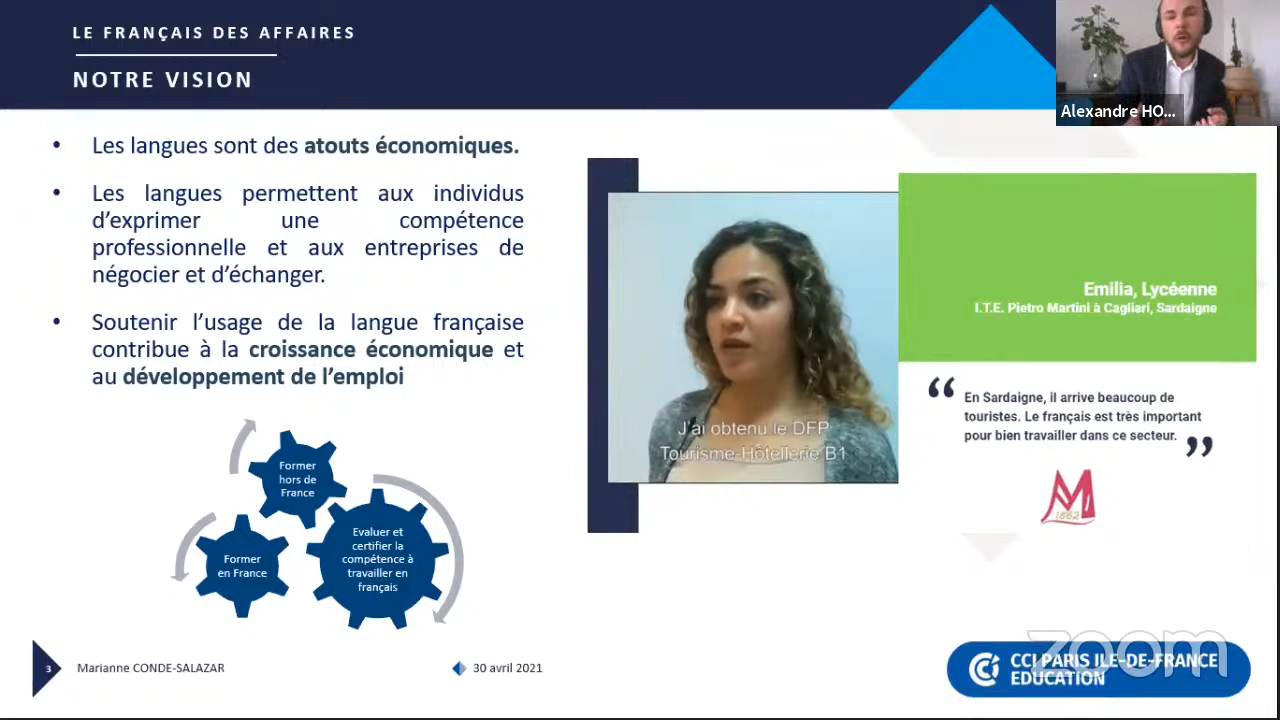 LE FRANÇAIS DES AFFAIRES
NOTRE VISION
Alexandre HO...
• Les langues sont des atouts économiques.
• Les langues permettent aux individus
d'exprimer une compétence
professionnelle et aux entreprises de
négocier et d'échanger.
• Soutenir l'usage de la langue française
contribue à la croissance économique et
au développement de l'emploi
Former
hors de
France
Former
en France
Evaluer et
certifier la
compétence à
travailler en
français
J'ai obtenu le DFP
Tourisme-Hôtellerie B1
Emilia, Lycéenne
I.T.E. Pietro Martini à Cagliari, Sardaigne
“ En Sardaigne, il arrive beaucoup de
touristes. Le français est très important
pour bien travailler dans ce secteur. ”
M
1862
3
Marianne CONDE-SALAZAR
30 avril 2021
zoom
CCI PARIS ILE-DE-FRANCE
EDUCATION